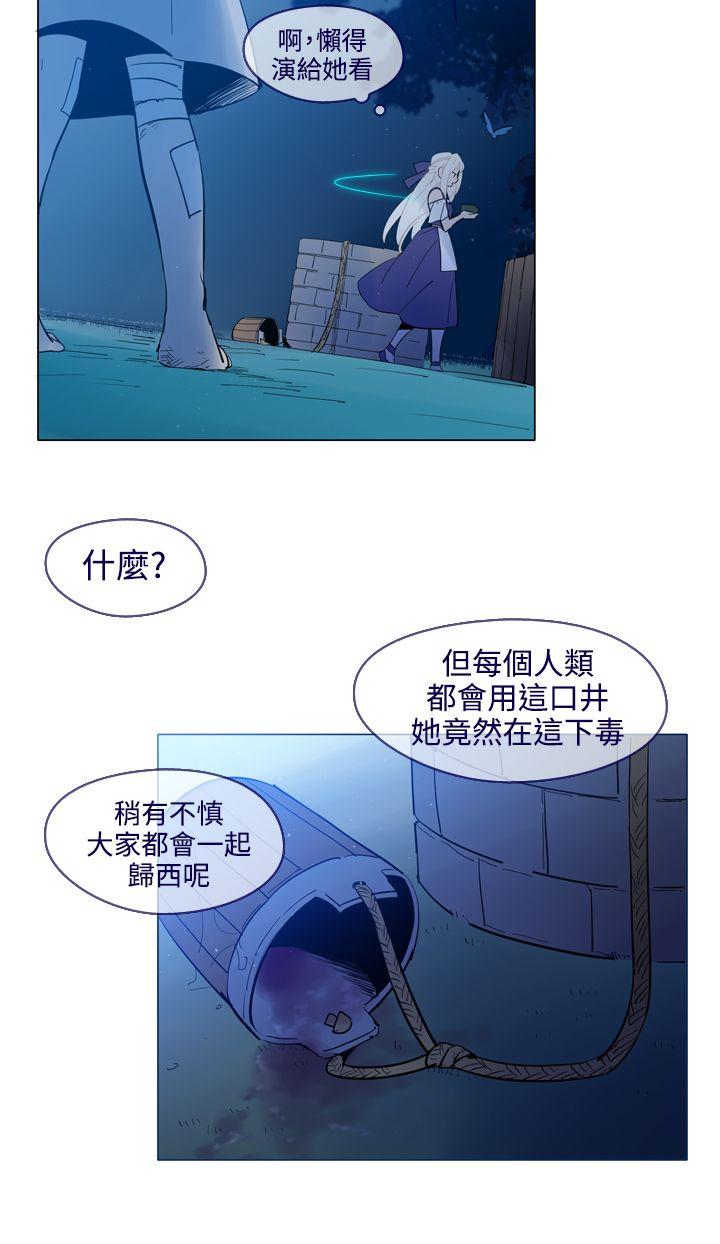 啊,懶得
演給她看
什麼?
但每個人類
都會用這口井
她竟然在這下毒
稍有不慎
大家都會一起
歸西呢